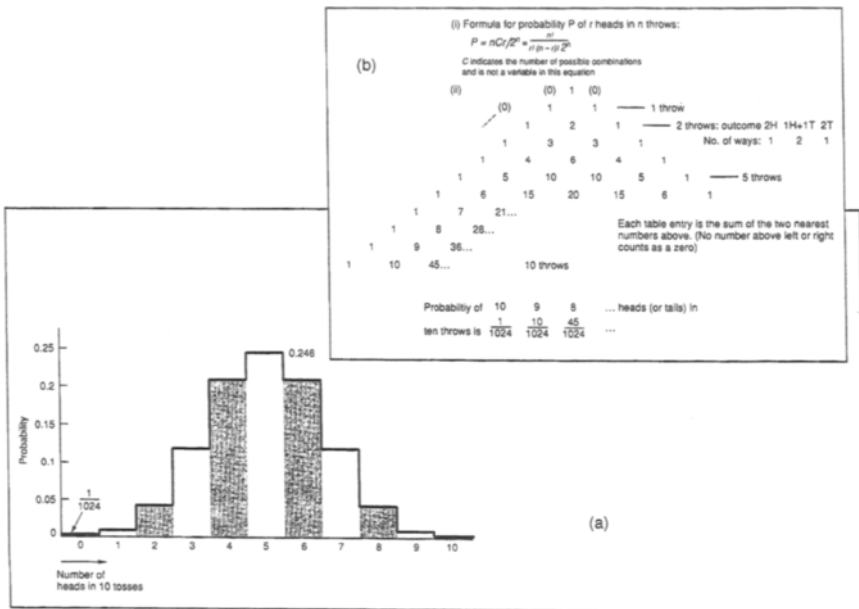 (i) Formula for probability P of r heads in n throws:
P = nCr/2ⁿ = n! / r! (n – r)! 2ⁿ
C indicates the number of possible combinations
and is not a variable in this equation
(b)
(ii) (0) 1 (0)
(0) 1 1 1 throw
1 2 1 2 throws: outcome 2H 1H+1T 2T
No. of ways: 1 2 1
1 3 3 1
1 4 6 4 1
1 5 10 10 5 1 5 throws
1 6 15 20 15 6 1
1 7 21...
1 8 28...
1 9 36...
1 10 45... 10 throws
Each table entry is the sum of the two nearest
numbers above. (No number above left or right
counts as a zero)
Probability of 10 9 8 ... heads (or tails) in
ten throws is 1/1024 10/1024 45/1024 ...
0.25
0.2
0.15
0.1
0.05
0
Probability
0.246
1/1024
0 1 2 3 4 5 6 7 8 9 10
Number of
heads in 10 tosses
(a)